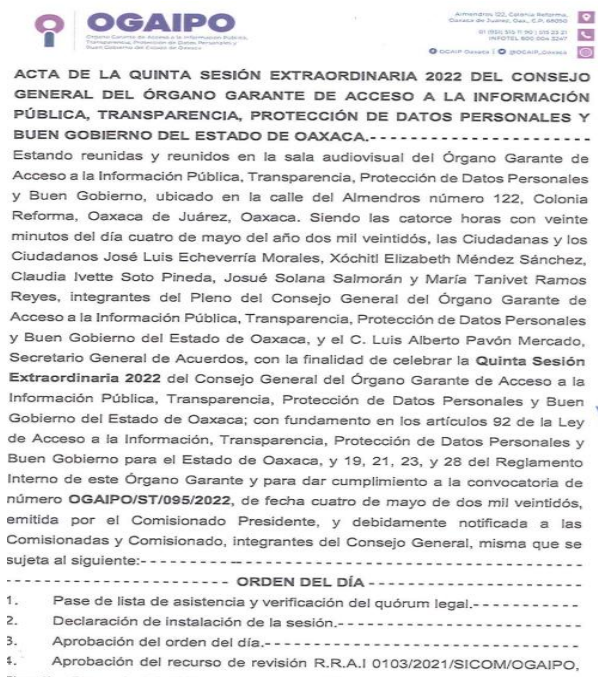 OGAIPO
Órgano Garante de Acceso a la Información Pública,
Transparencia, Protección de Datos Personales y
Buen Gobierno del Estado de Oaxaca
Almendros 122, Colonia Reforma,
Oaxaca de Juárez, Oax., C.P. 68050
01 (951) 515 11 90 | 515 23 21
INFOTEL 800 004 3247
OGAIP Oaxaca | @OGAIP_Oaxaca
ACTA DE LA QUINTA SESIÓN EXTRAORDINARIA 2022 DEL CONSEJO
GENERAL DEL ÓRGANO GARANTE DE ACCESO A LA INFORMACIÓN
PÚBLICA, TRANSPARENCIA, PROTECCIÓN DE DATOS PERSONALES Y
BUEN GOBIERNO DEL ESTADO DE OAXACA.- - - - - - - - - - - - - - - - - - - - - -
Estando reunidas y reunidos en la sala audiovisual del Órgano Garante de
Acceso a la Información Pública, Transparencia, Protección de Datos Personales
y Buen Gobierno, ubicado en la calle del Almendros número 122, Colonia
Reforma, Oaxaca de Juárez, Oaxaca. Siendo las catorce horas con veinte
minutos del día cuatro de mayo del año dos mil veintidós, las Ciudadanas y los
Ciudadanos José Luis Echeverría Morales, Xóchitl Elizabeth Méndez Sánchez,
Claudia Ivette Soto Pineda, Josué Solana Salmorán y María Tanivet Ramos
Reyes, integrantes del Pleno del Consejo General del Órgano Garante de
Acceso a la Información Pública, Transparencia, Protección de Datos Personales
y Buen Gobierno del Estado de Oaxaca, y el C. Luis Alberto Pavón Mercado,
Secretario General de Acuerdos, con la finalidad de celebrar la Quinta Sesión
Extraordinaria 2022 del Consejo General del Órgano Garante de Acceso a la
Información Pública, Transparencia, Protección de Datos Personales y Buen
Gobierno del Estado de Oaxaca; con fundamento en los artículos 92 de la Ley
de Acceso a la Información, Transparencia, Protección de Datos Personales y
Buen Gobierno para el Estado de Oaxaca, y 19, 21, 23, y 28 del Reglamento
Interno de este Órgano Garante y para dar cumplimiento a la convocatoria de
número OGAIPO/ST/095/2022, de fecha cuatro de mayo de dos mil veintidós,
emitida por el Comisionado Presidente, y debidamente notificada a las
Comisionadas y Comisionado, integrantes del Consejo General, misma que se
sujeta al siguiente:- - - - - - - - - - - - - - - - - - - - - - - - - - - - - - - - - - - - - - - -
- - - - - - - - - - - - - - - - - - - - ORDEN DEL DÍA - - - - - - - - - - - - - - - - - - - -
1. Pase de lista de asistencia y verificación del quórum legal.- - - - - - - - - -
2. Declaración de instalación de la sesión.- - - - - - - - - - - - - - - - - - - - - -
3. Aprobación del orden del día.- - - - - - - - - - - - - - - - - - - - - - - - - - - - -
4. Aprobación del recurso de revisión R.R.A.I 0103/2021/SICOM/OGAIPO,